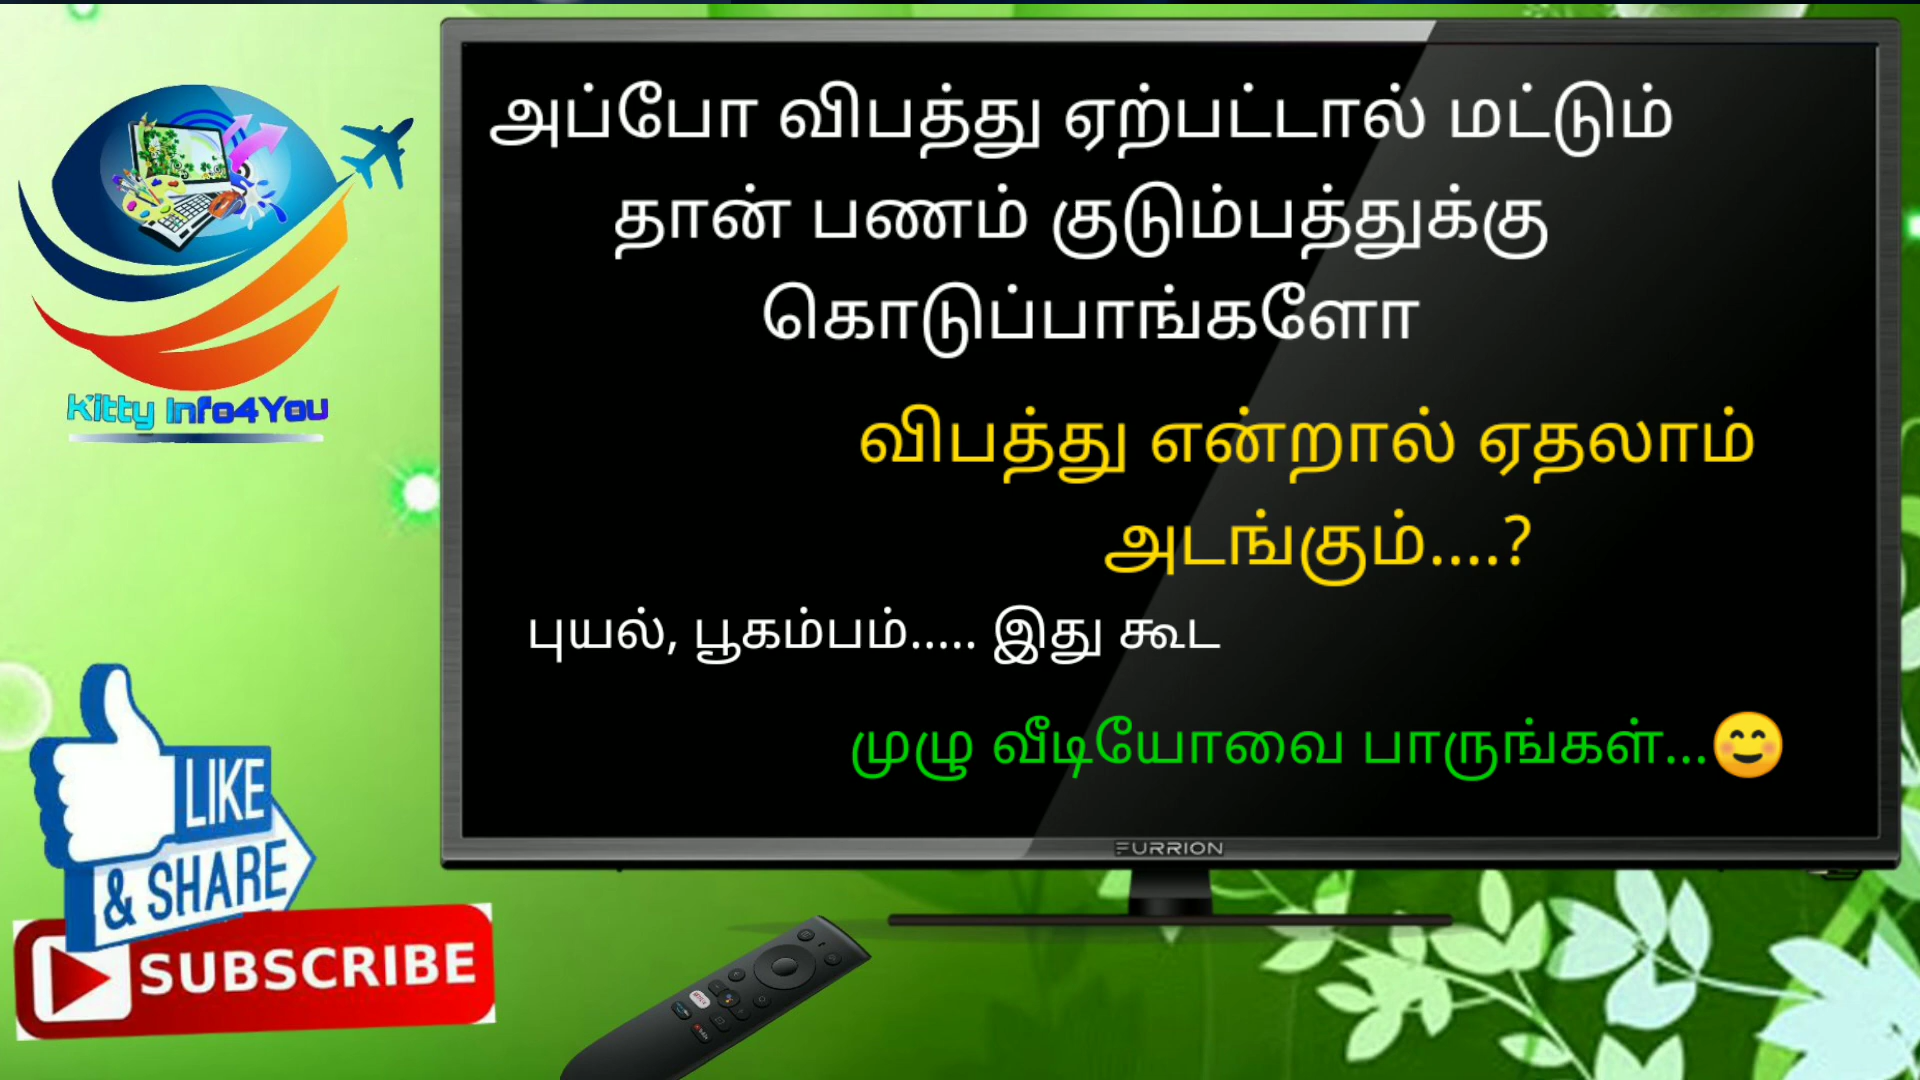 அப்போ விபத்து ஏற்பட்டால் மட்டும்
தான் பணம் குடும்பத்துக்கு
கொடுப்பாங்களோ
விபத்து என்றால் ஏதலாம்
அடங்கும்....?
புயல், பூகம்பம்..... இது கூட
முழு வீடியோவை பாருங்கள்...😊
FURRION
Kitty Info4You
LIKE
& SHARE
SUBSCRIBE